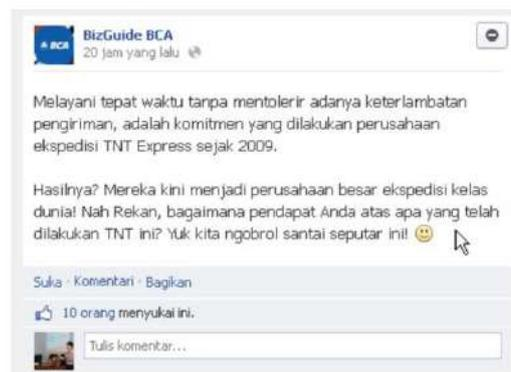 BCA
BizGuide BCA
20 jam yang lalu
Melayani tepat waktu tanpa mentolerir adanya keterlambatan
pengiriman, adalah komitmen yang dilakukan perusahaan
ekspedisi TNT Express sejak 2009.
Hasilnya? Mereka kini menjadi perusahaan besar ekspedisi kelas
dunia! Nah Rekan, bagaimana pendapat Anda atas apa yang telah
dilakukan TNT ini? Yuk kita ngobrol santai seputar ini! 🙂
Suka · Komentari · Bagikan
10 orang menyukai ini.
Tulis komentar...